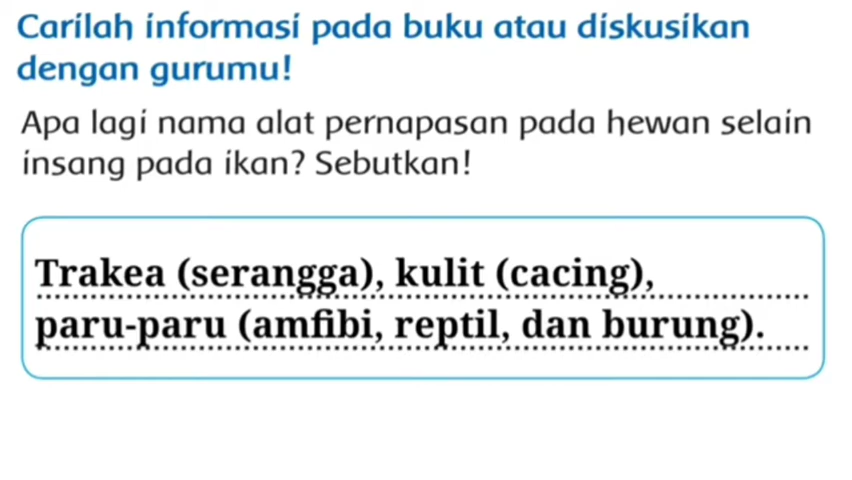 Carilah informasi pada buku atau diskusikan
dengan gurumu!
Apa lagi nama alat pernapasan pada hewan selain
insang pada ikan? Sebutkan!
Trakea (serangga), kulit (cacing),
paru-paru (amfibi, reptil, dan burung).